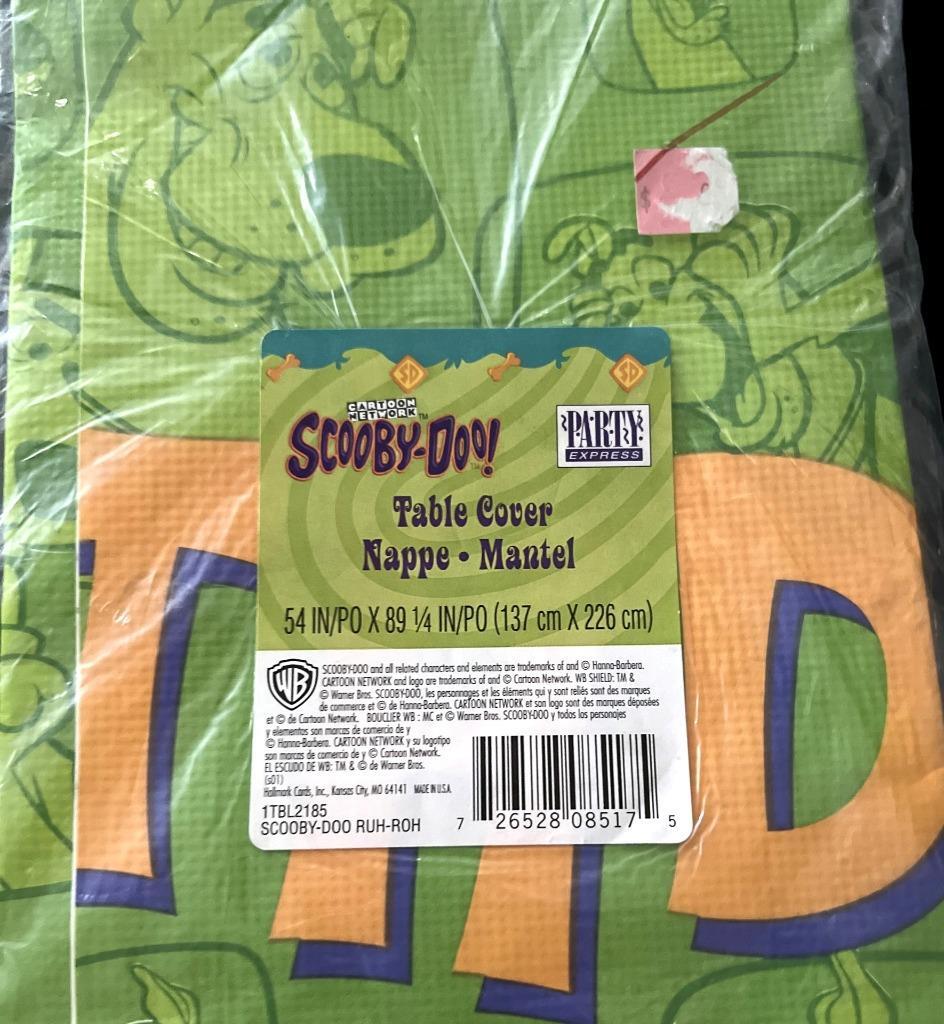 $
SD SD
CARTOON
NETWORK™
SCOOBY-DOO!
TM
PARTY
EXPRESS
Table Cover
Nappe • Mantel
54 IN/PO X 89 1/4 IN/PO (137 cm X 226 cm)
WB
SCOOBY-DOO and all related characters and elements are trademarks of and © Hanna-Barbera.
CARTOON NETWORK and logo are trademarks of and © Cartoon Network. WB SHIELD: TM &
© Warner Bros. SCOOBY-DOO, les personnages et les éléments qui y sont reliés sont des marques
de commerce et © de Hanna-Barbera. CARTOON NETWORK et son logo sont des marques déposées
et © de Cartoon Network. BOUCLIER WB : MC et © Warner Bros. SCOOBY-DOO y todos los personajes
y elementos son marcas de comercio de y
© Hanna-Barbera. CARTOON NETWORK y su logotipo
son marcas de comercio de y © Cartoon Network.
EL ESCUDO DE WB: TM & © de Warner Bros.
(s01)
Hallmark Cards, Inc., Kansas City, MO 64141 MADE IN U.S.A.
1TBL2185
SCOOBY-DOO RUH-ROH
7 26528 08517 5
D